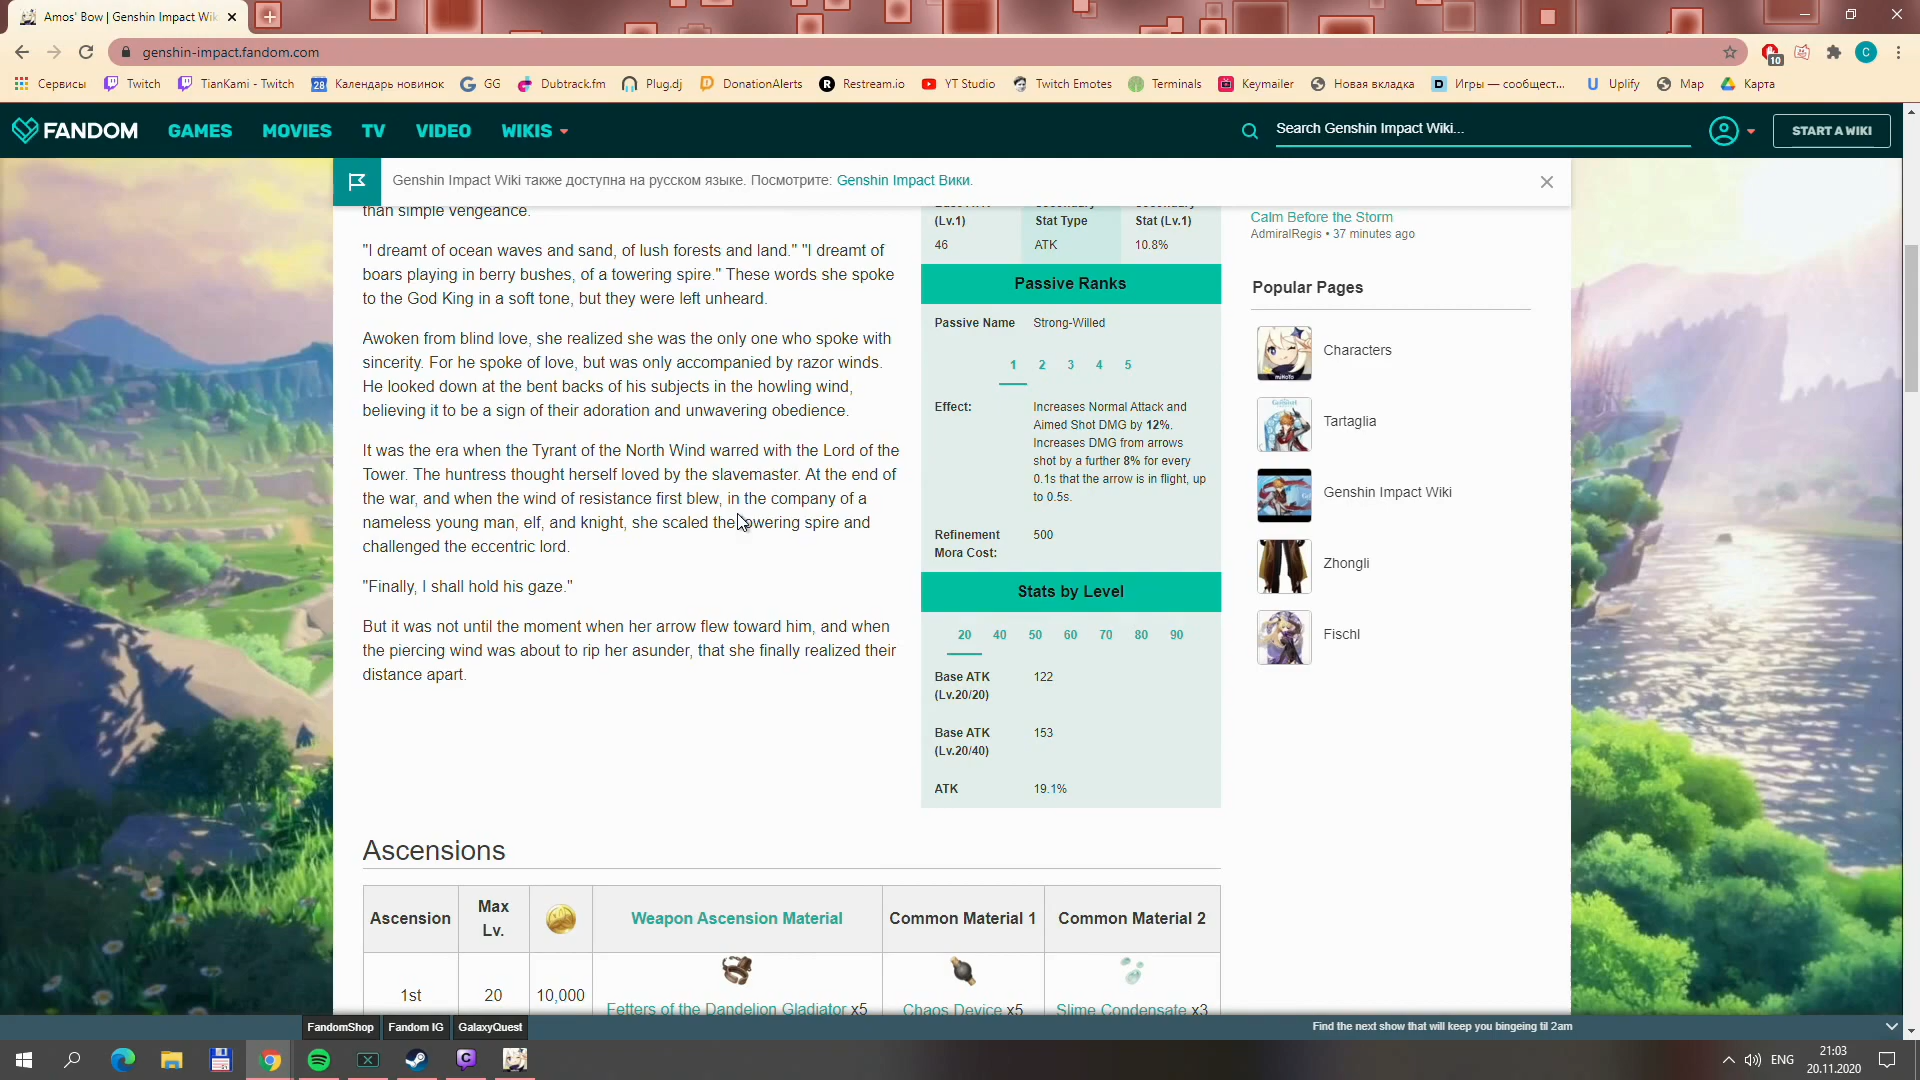 Amos' Bow | Genshin Impact Wik
genshin-impact.fandom.com
10
C
Сервисы
Twitch
TianKami - Twitch
28
Календарь новинок
GG
Dubtrack.fm
Plug.dj
DonationAlerts
Restream.io
YT Studio
Twitch Emotes
Terminals
Keymailer
Новая вкладка
Игры — сообщест...
Uplify
Map
Карта
FANDOM
GAMES
MOVIES
TV
VIDEO
WIKIS
Search Genshin Impact Wiki...
START A WIKI
Genshin Impact Wiki также доступна на русском языке. Посмотрите: Genshin Impact Вики.
than simple vengeance.
"I dreamt of ocean waves and sand, of lush forests and land." "I dreamt of
boars playing in berry bushes, of a towering spire." These words she spoke
to the God King in a soft tone, but they were left unheard.
Awoken from blind love, she realized she was the only one who spoke with
sincerity. For he spoke of love, but was only accompanied by razor winds.
He looked down at the bent backs of his subjects in the howling wind,
believing it to be a sign of their adoration and unwavering obedience.
It was the era when the Tyrant of the North Wind warred with the Lord of the
Tower. The huntress thought herself loved by the slavemaster. At the end of
the war, and when the wind of resistance first blew, in the company of a
nameless young man, elf, and knight, she scaled the towering spire and
challenged the eccentric lord.
"Finally, I shall hold his gaze."
But it was not until the moment when her arrow flew toward him, and when
the piercing wind was about to rip her asunder, that she finally realized their
distance apart.
(Lv.1)
Stat Type
Stat (Lv.1)
46
ATK
10.8%
Passive Ranks
Passive Name
Strong-Willed
1 2 3 4 5
Effect:
Increases Normal Attack and
Aimed Shot DMG by 12%.
Increases DMG from arrows
shot by a further 8% for every
0.1s that the arrow is in flight, up
to 0.5s.
Refinement
Mora Cost:
500
Stats by Level
20 40 50 60 70 80 90
Base ATK
(Lv.20/20)
122
Base ATK
(Lv.20/40)
153
ATK
19.1%
Calm Before the Storm
AdmiralRegis • 37 minutes ago
Popular Pages
Characters
Tartaglia
Genshin Impact Wiki
Zhongli
Fischl
Ascensions
Ascension
Max
Lv.
Weapon Ascension Material
Common Material 1
Common Material 2
1st
20
10,000
Fetters of the Dandelion Gladiator x5
Chaos Device x5
Slime Condensate x3
FandomShop
Fandom IG
GalaxyQuest
Find the next show that will keep you bingeing til 2am
ENG
21:03
20.11.2020